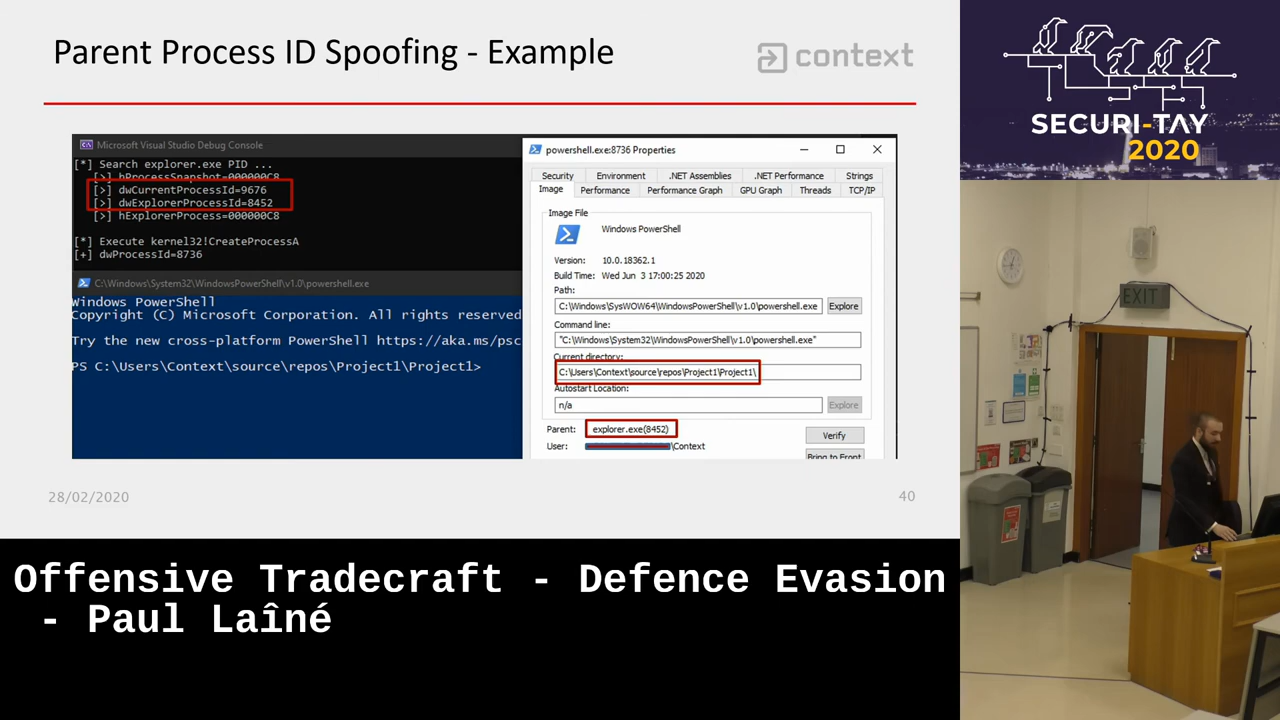 Parent Process ID Spoofing - Example
context
Microsoft Visual Studio Debug Console
[*] Search explorer.exe PID ...
[>] hProcessSnapshot=000000C8
[>] dwCurrentProcessId=9676
[>] dwExplorerProcessId=8452
[>] hExplorerProcess=000000C8
[*] Execute kernel32!CreateProcessA
[+] dwProcessId=8736
C:\Windows\System32\WindowsPowerShell\v1.0\powershell.exe
Windows PowerShell
Copyright (C) Microsoft Corporation. All rights reserved
Try the new cross-platform PowerShell https://aka.ms/psc
PS C:\Users\Context\source\repos\Project1\Project1>
powershell.exe:8736 Properties
Security Environment .NET Assemblies .NET Performance Strings
Image Performance Performance Graph GPU Graph Threads TCP/IP
Image File
Windows PowerShell
Version: 10.0.18362.1
Build Time: Wed Jun 3 17:00:25 2020
Path:
C:\Windows\SysWOW64\WindowsPowerShell\v1.0\powershell.exe Explore
Command line:
"C:\Windows\System32\WindowsPowerShell\v1.0\powershell.exe"
Current directory:
C:\Users\Context\source\repos\Project1\Project1\
Autostart Location:
n/a Explore
Parent: explorer.exe(8452) Verify
User: \Context Bring to Front
28/02/2020
40
SECURI-TAY
2020
EXIT
Offensive Tradecraft - Defence Evasion
- Paul Laîné